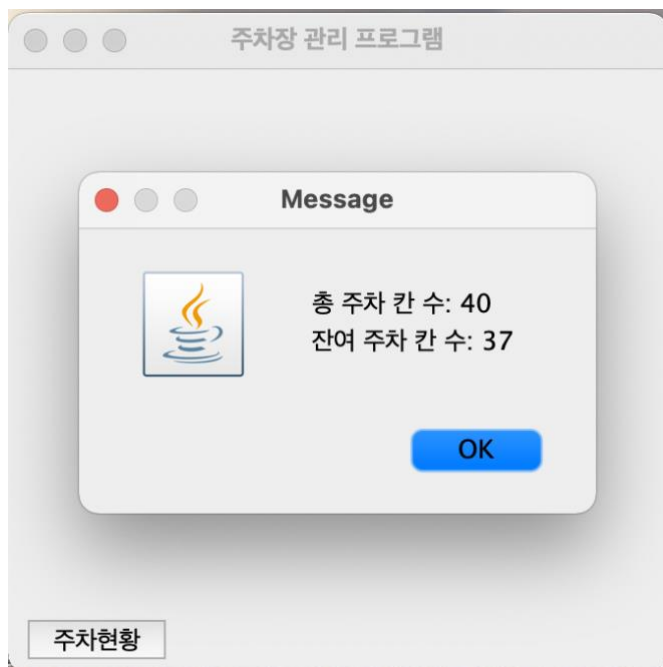 주차장 관리 프로그램
Message
총 주차 칸 수: 40
잔여 주차 칸 수: 37
OK
주차현황